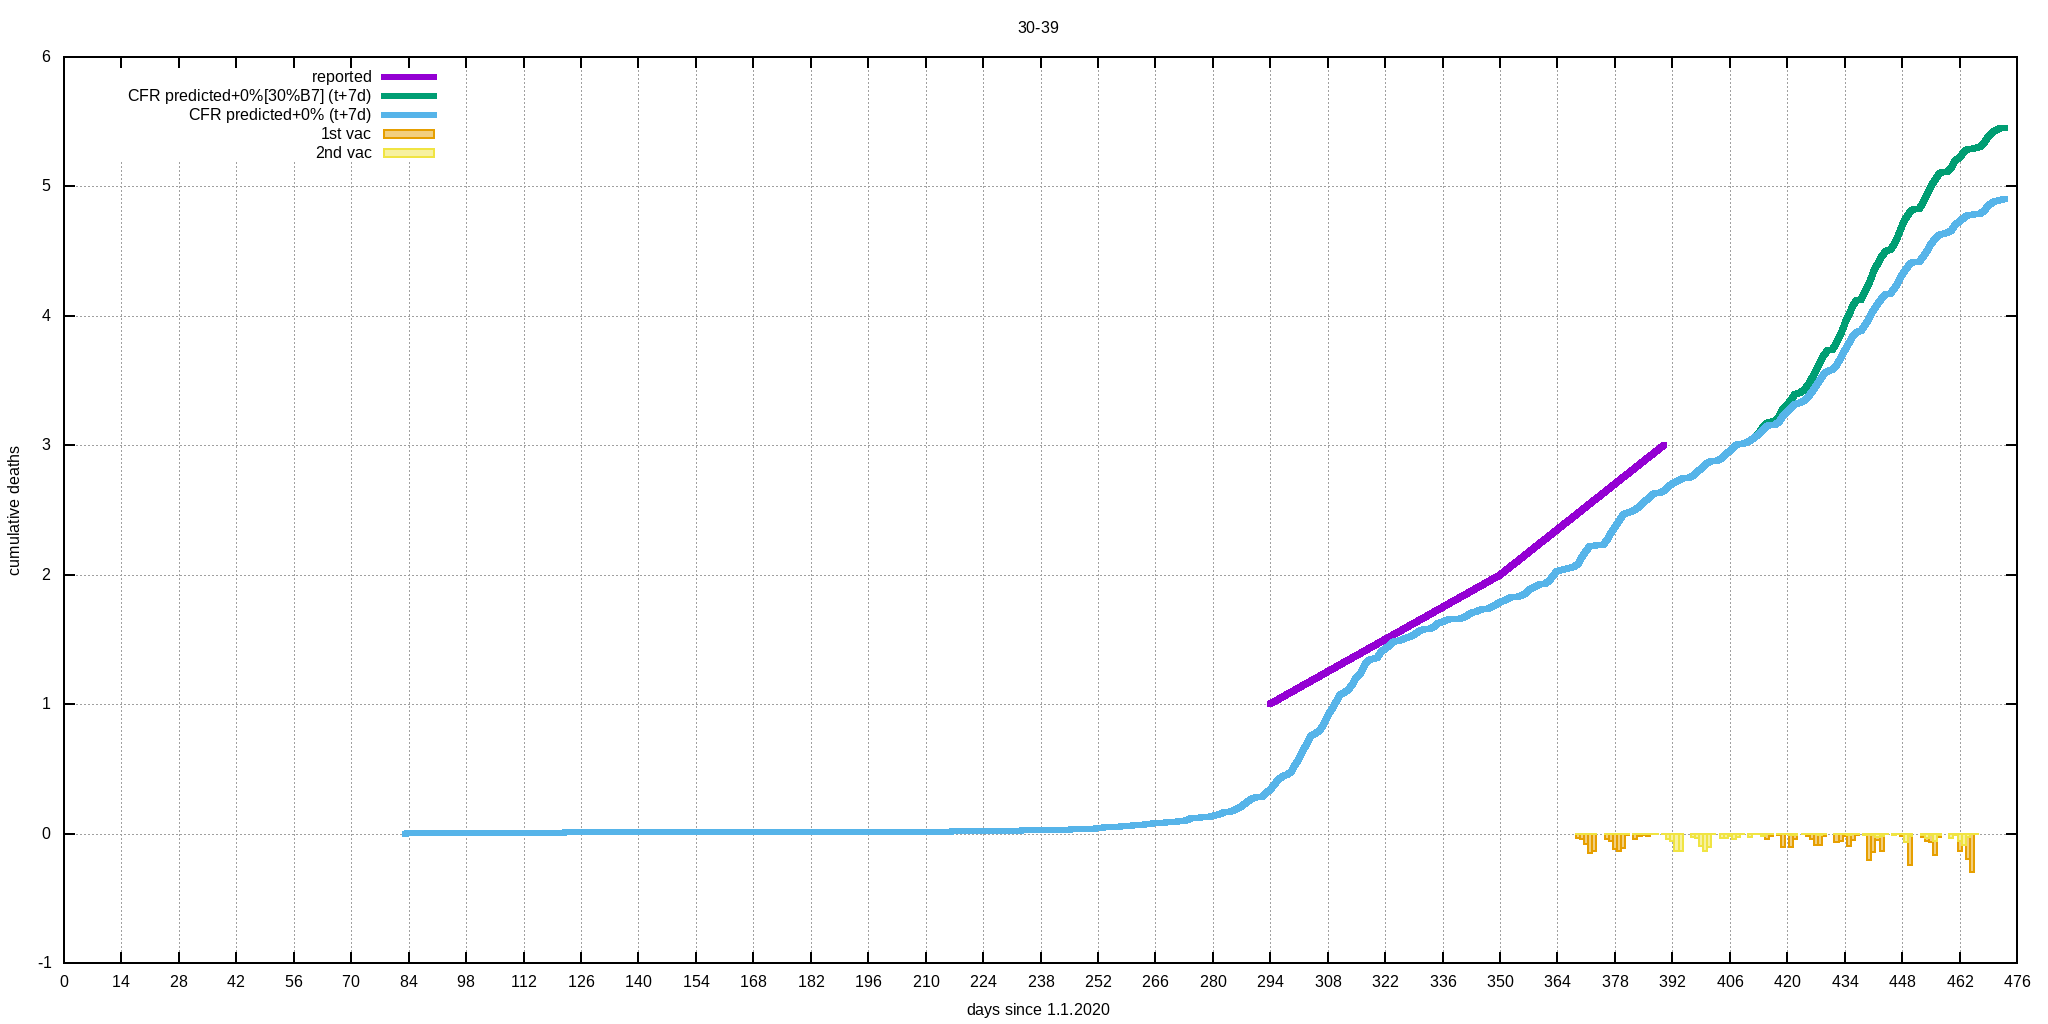 30-39
reported
CFR predicted+0%[30%B7] (t+7d)
CFR predicted+0% (t+7d)
1st vac
2nd vac
cumulative deaths
6
5
4
3
2
1
0
-1
0 14 28 42 56 70 84 98 112 126 140 154 168 182 196 210 224 238 252 266 280 294 308 322 336 350 364 378 392 406 420 434 448 462 476
days since 1.1.2020